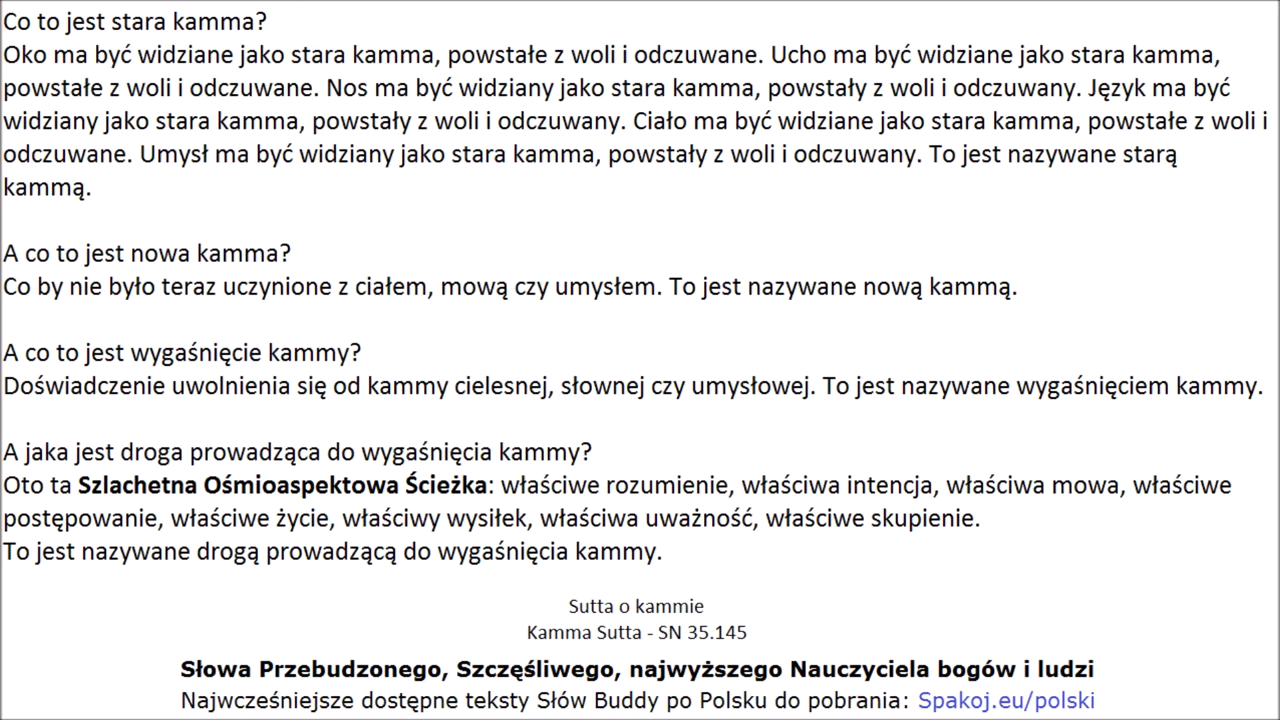 Co to jest stara kamma?
Oko ma być widziane jako stara kamma, powstałe z woli i odczuwane. Ucho ma być widziane jako stara kamma,
powstałe z woli i odczuwane. Nos ma być widziany jako stara kamma, powstały z woli i odczuwany. Język ma być
widziany jako stara kamma, powstały z woli i odczuwany. Ciało ma być widziane jako stara kamma, powstałe z woli i
odczuwane. Umysł ma być widziany jako stara kamma, powstały z woli i odczuwany. To jest nazywane starą
kammą.
A co to jest nowa kamma?
Co by nie było teraz uczynione z ciałem, mową czy umysłem. To jest nazywane nową kammą.
A co to jest wygaśnięcie kammy?
Doświadczenie uwolnienia się od kammy cielesnej, słownej czy umysłowej. To jest nazywane wygaśnięciem kammy.
A jaka jest droga prowadząca do wygaśnięcia kammy?
Oto ta Szlachetna Ośmioaspektowa Ścieżka: właściwe rozumienie, właściwa intencja, właściwa mowa, właściwe
postępowanie, właściwe życie, właściwy wysiłek, właściwa uważność, właściwe skupienie.
To jest nazywane drogą prowadzącą do wygaśnięcia kammy.
Sutta o kammie
Kamma Sutta - SN 35.145
Słowa Przebudzonego, Szczęśliwego, najwyższego Nauczyciela bogów i ludzi
Najwcześniejsze dostępne teksty Słów Buddy po Polsku do pobrania: Spakoj.eu/polski